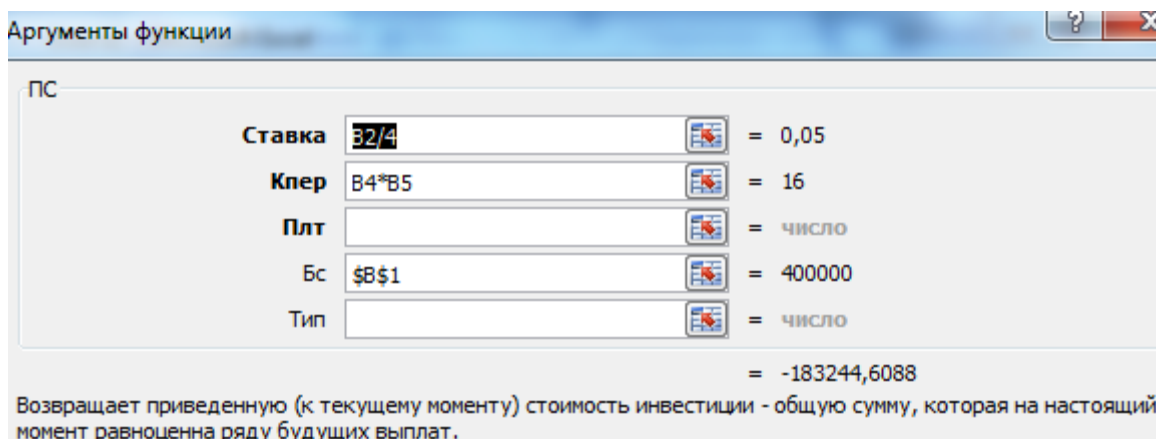 Аргументы функции
ПС
Ставка B2/4 = 0,05
Кпер B4*B5 = 16
Плт = число
Бс $B$1 = 400000
Тип = число
= -183244,6088
Возвращает приведенную (к текущему моменту) стоимость инвестиции - общую сумму, которая на настоящий
момент равноценна ряду будущих выплат.